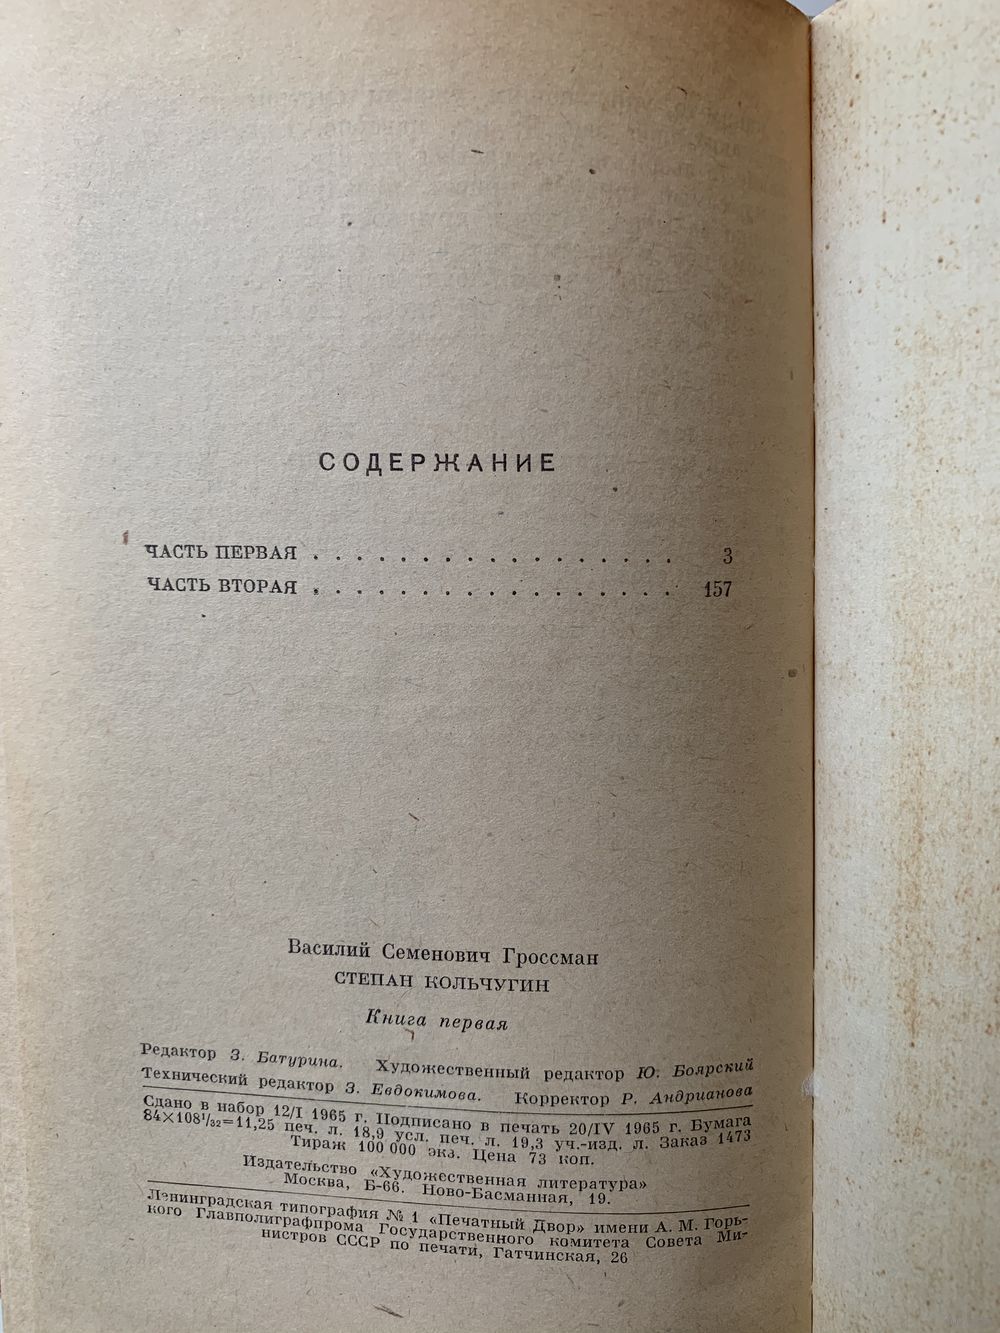 СОДЕРЖАНИЕ
ЧАСТЬ ПЕРВАЯ . . . . . . . . . . . . . . . . . 3
ЧАСТЬ ВТОРАЯ . . . . . . . . . . . . . . . . . 157
Василий Семенович Гроссман
СТЕПАН КОЛЬЧУГИН
Книга первая
Редактор З. Батурина. Художественный редактор Ю. Боярский
Технический редактор З. Евдокимова. Корректор Р. Андрианова
Сдано в набор 12/I 1965 г. Подписано в печать 20/IV 1965 г. Бумага
84×108¹/₃₂=11,25 печ. л. 18,9 усл. печ. л. 19,3 уч.-изд. л. Заказ 1473
Тираж 100 000 экз. Цена 73 коп.
Издательство «Художественная литература»
Москва, Б-66. Ново-Басманная, 19.
Ленинградская типография № 1 «Печатный Двор» имени А. М. Горь-
кого Главполиграфпрома Государственного комитета Совета Ми-
нистров СССР по печати, Гатчинская, 26